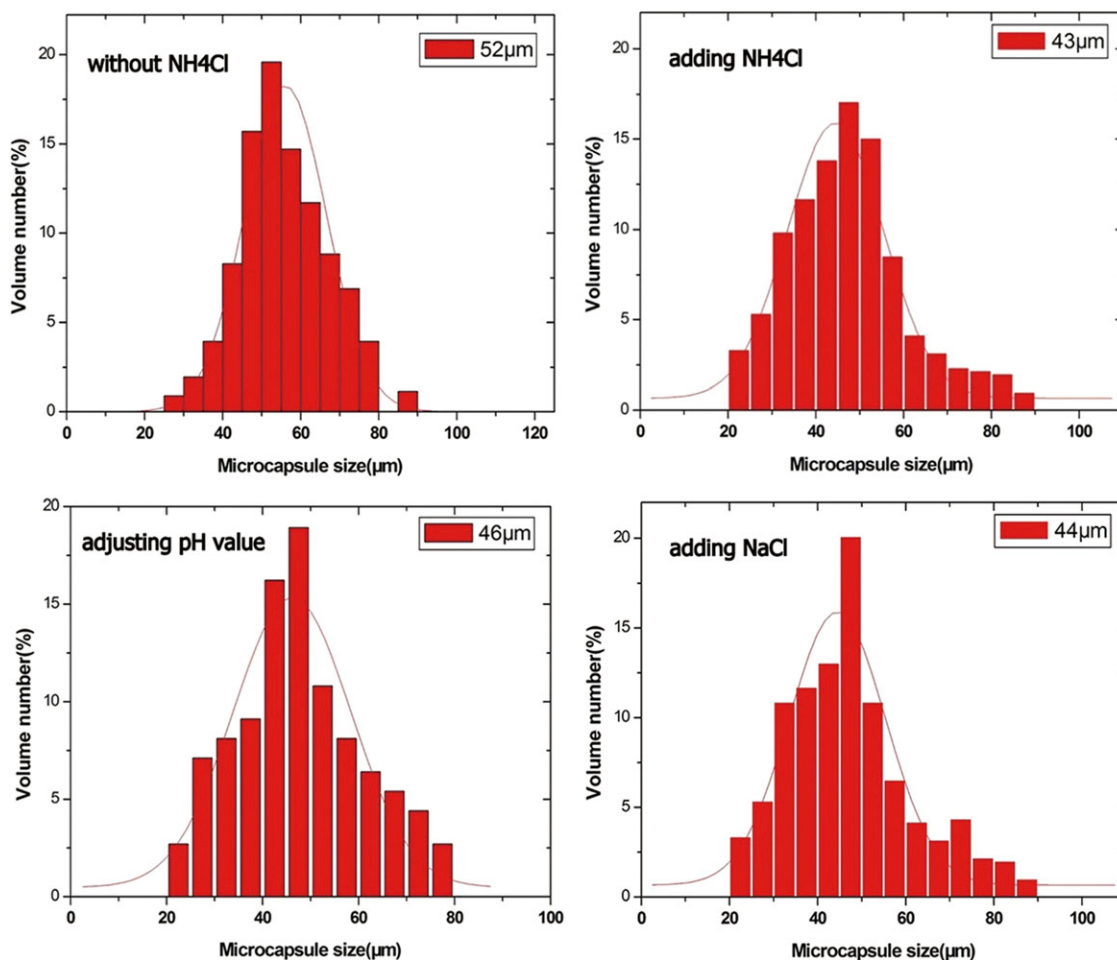 without NH4Cl
52µm
20
15
10
5
0
0 20 40 60 80 100 120
Volume number(%)
Microcapsule size(µm)
adding NH4Cl
43µm
20
15
10
5
0
0 20 40 60 80 100
Volume number(%)
Microcapsule size(µm)
adjusting pH value
46µm
20
15
10
5
0
0 20 40 60 80 100
Volume number(%)
Microcapsule size(µm)
adding NaCl
44µm
20
15
10
5
0
0 20 40 60 80 100
Volume number(%)
Microcapsule size(µm)